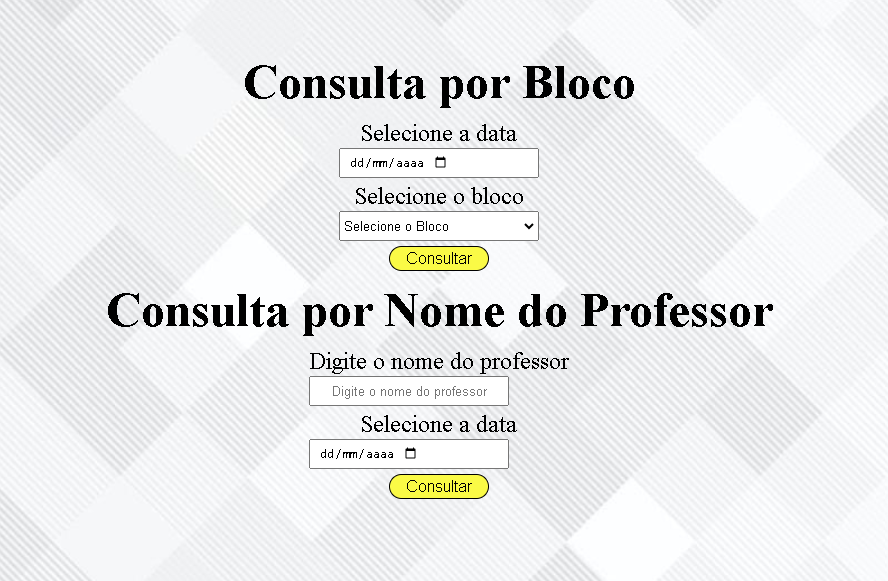 Consulta por Bloco
Selecione a data
dd/mm/aaaa
Selecione o bloco
Selecione o Bloco
Consultar
Consulta por Nome do Professor
Digite o nome do professor
Digite o nome do professor
Selecione a data
dd/mm/aaaa
Consultar